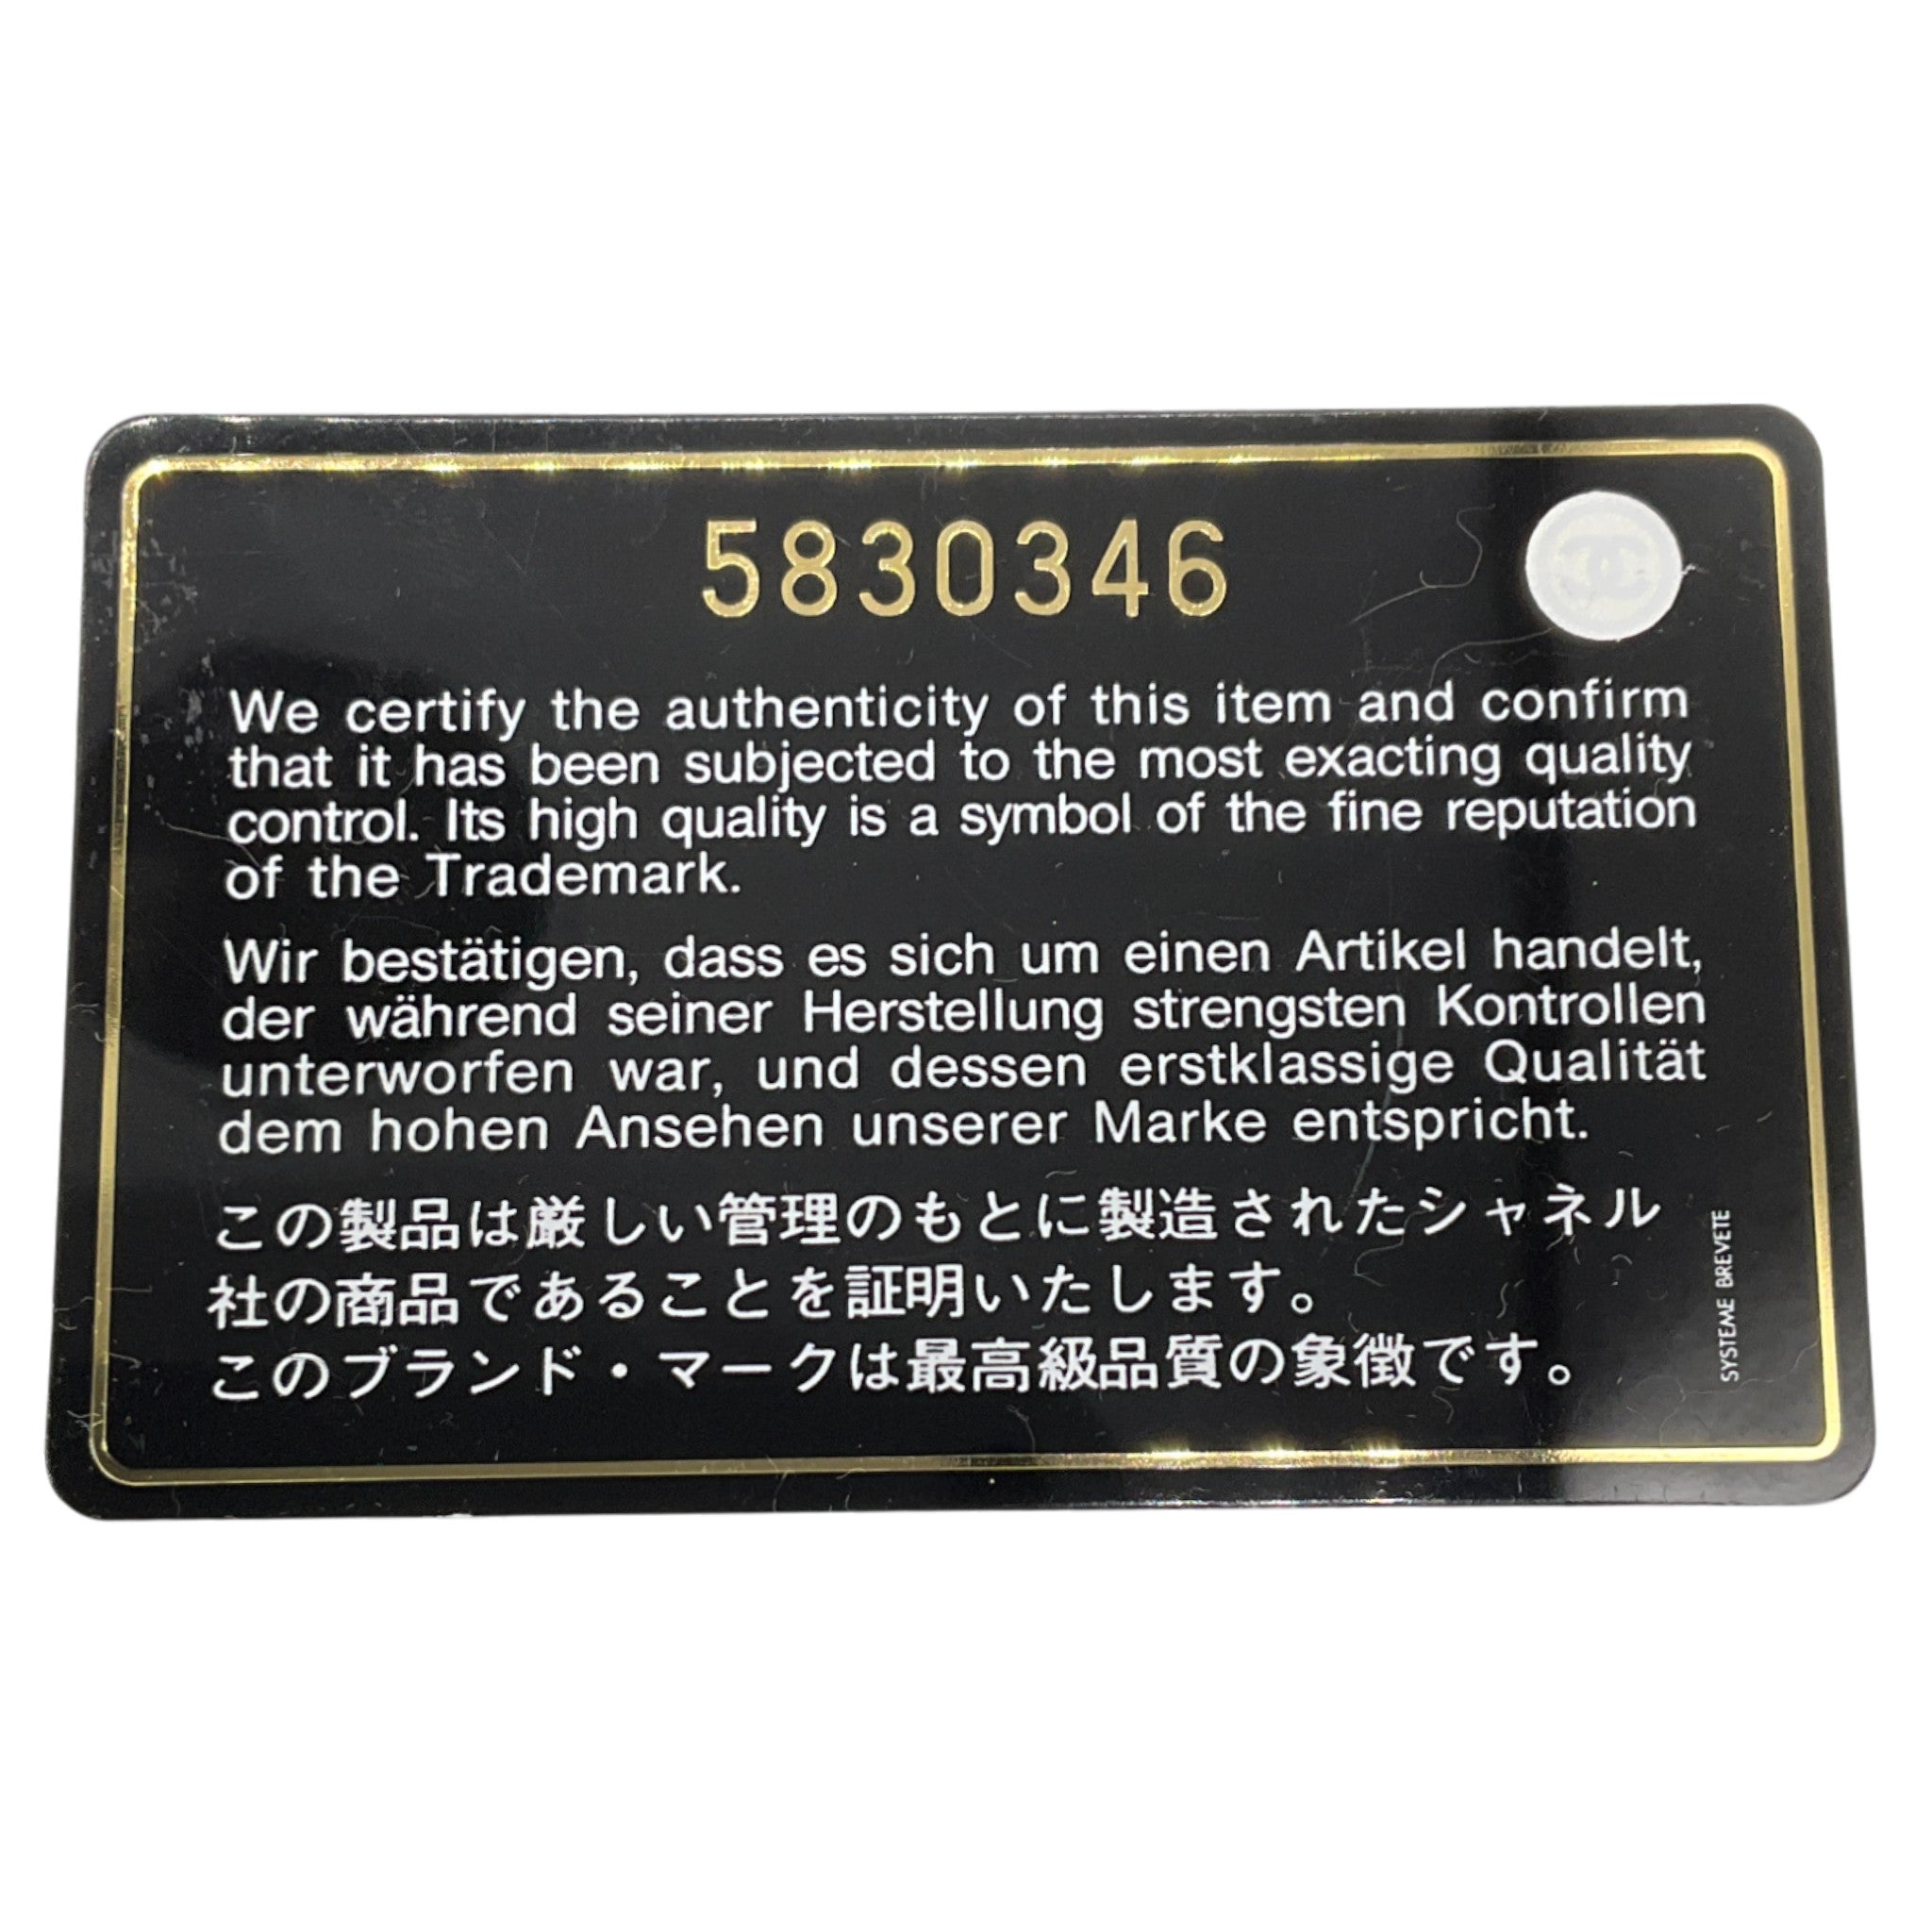 5830346
We certify the authenticity of this item and confirm
that it has been subjected to the most exacting quality
control. Its high quality is a symbol of the fine reputation
of the Trademark.
Wir bestätigen, dass es sich um einen Artikel handelt,
der während seiner Herstellung strengsten Kontrollen
unterworfen war, und dessen erstklassige Qualität
dem hohen Ansehen unserer Marke entspricht.
この製品は厳しい管理のもとに製造されたシャネル
社の商品であることを証明いたします。
このブランド・マークは最高級品質の象徴です。
SYSTEME BREVETE